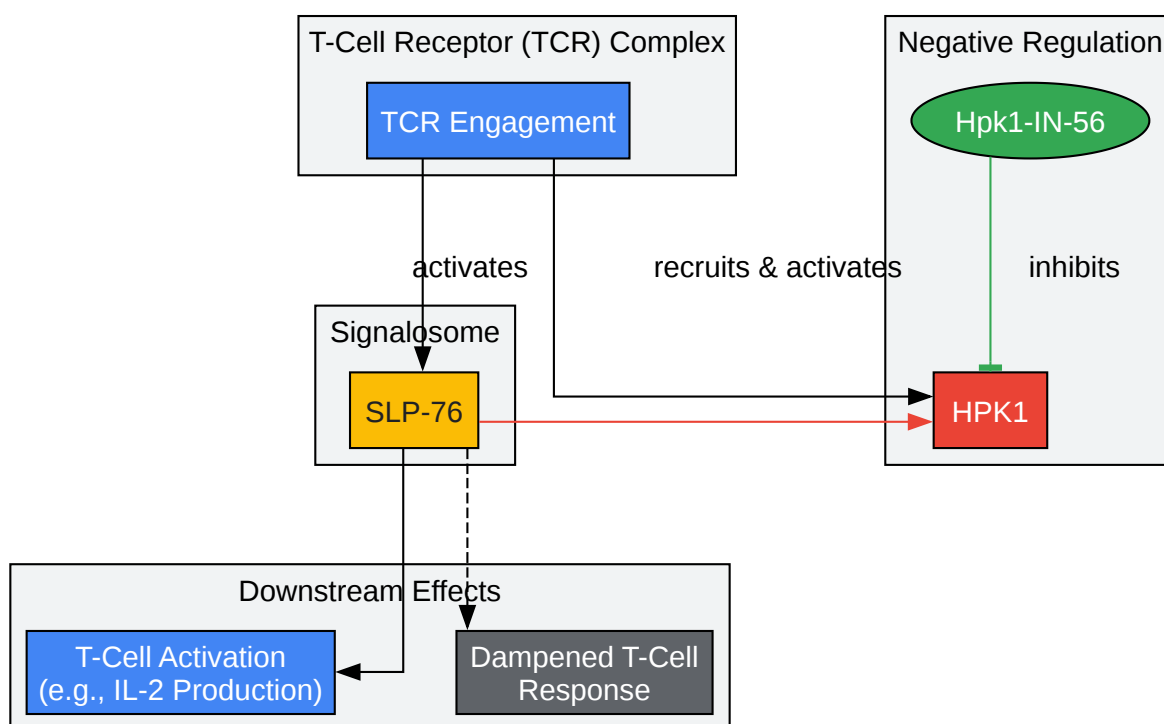 T-Cell Receptor (TCR) Complex
Negative Regulation
TCR Engagement
Hpk1-IN-56
activates
recruits & activates
inhibits
Signalosome
SLP-76
HPK1
Downstream Effects
T-Cell Activation
(e.g., IL-2 Production)
Dampened T-Cell
Response